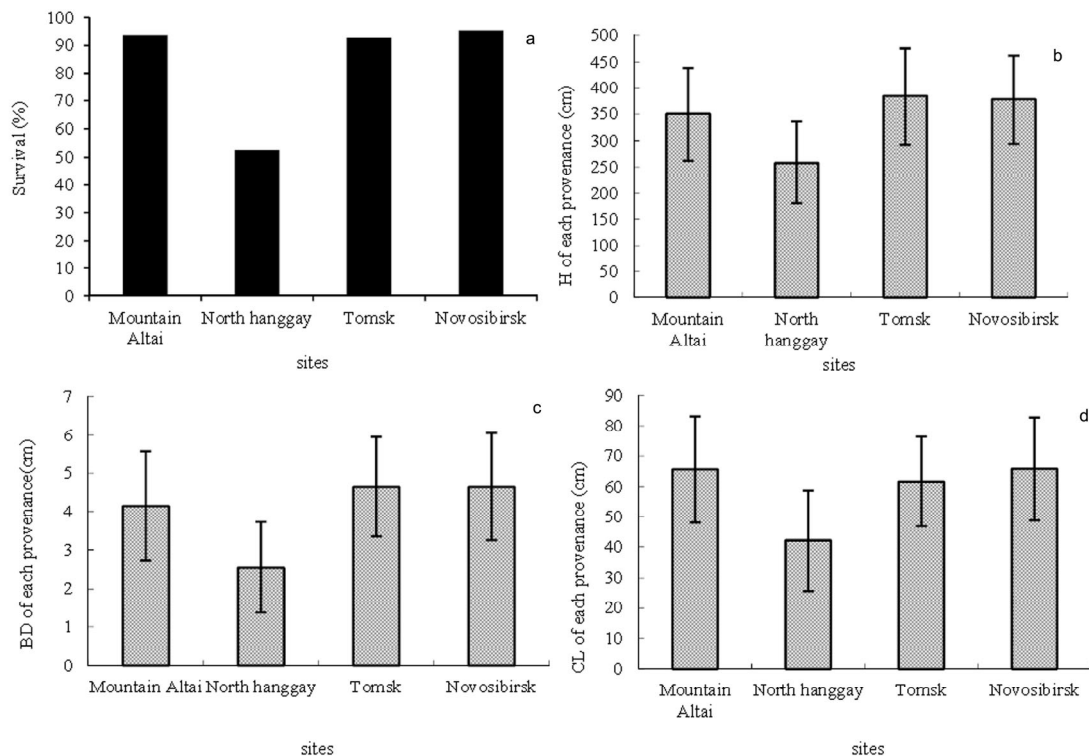 a
Survival (%)
100
90
80
70
60
50
40
30
20
10
0
Mountain Altai
North hanggay
Tomsk
Novosibirsk
sites
b
H of each provenance (cm)
500
450
400
350
300
250
200
150
100
50
0
Mountain Altai
North hanggay
Tomsk
Novosibirsk
sites
c
BD of each provenance(cm)
7
6
5
4
3
2
1
0
Mountain Altai
North hanggay
Tomsk
Novosibirsk
sites
d
CL of each provenance (cm)
90
80
70
60
50
40
30
20
10
0
Mountain Altai
North hanggay
Tomsk
Novosibirsk
sites